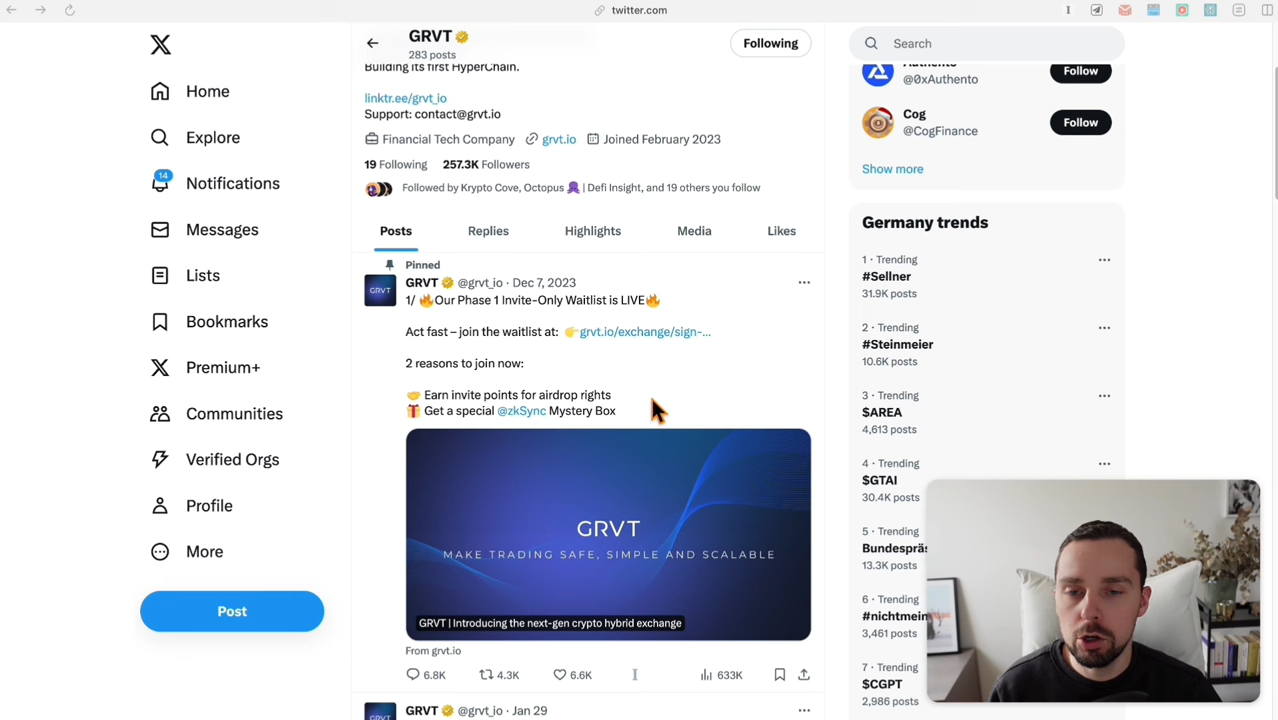 twitter.com
GRVT
283 posts
Following
Search
Building its first HyperChain.
linktr.ee/grvt_io
Support: contact@grvt.io
Financial Tech Company grvt.io Joined February 2023
19 Following 257.3K Followers
Followed by Krypto Cove, Octopus 🐙 | Defi Insight, and 19 others you follow
Posts Replies Highlights Media Likes
Pinned
GRVT @grvt_io · Dec 7, 2023
1/ 🔥Our Phase 1 Invite-Only Waitlist is LIVE🔥
Act fast – join the waitlist at: 👉grvt.io/exchange/sign-...
2 reasons to join now:
🤝 Earn invite points for airdrop rights
🎁 Get a special @zkSync Mystery Box
GRVT
GRVT
MAKE TRADING SAFE, SIMPLE AND SCALABLE
GRVT | Introducing the next-gen crypto hybrid exchange
From grvt.io
6.8K 4.3K 6.6K 633K
GRVT @grvt_io · Jan 29
Home
Explore
14
Notifications
Messages
Lists
Bookmarks
Premium+
Communities
Verified Orgs
Profile
More
Post
Authento
@0xAuthento
Follow
Cog
@CogFinance
Follow
Show more
Germany trends
1 · Trending
#Sellner
31.9K posts
2 · Trending
#Steinmeier
10.6K posts
3 · Trending
$AREA
4,613 posts
4 · Trending
$GTAI
30.4K posts
5 · Trending
Bundespräs
13.3K posts
6 · Trending
#nichtmein
3,461 posts
7 · Trending
$CGPT
2,986 posts